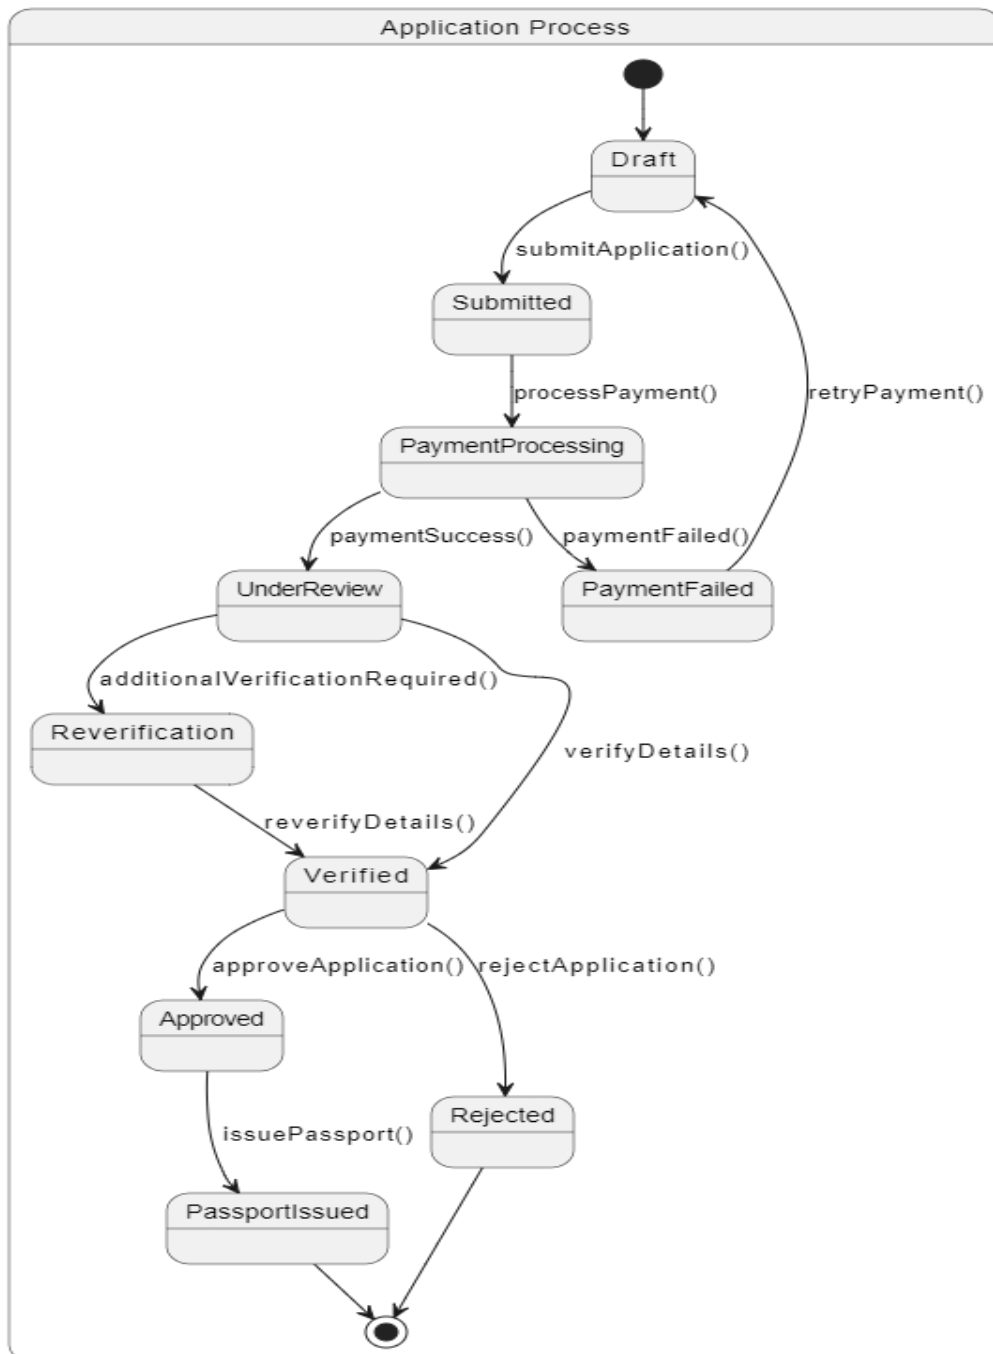 Application Process
Draft
submitApplication()
Submitted
processPayment()
retryPayment()
PaymentProcessing
paymentSuccess()
paymentFailed()
UnderReview
PaymentFailed
additionalVerificationRequired()
Reverification
verifyDetails()
reverifyDetails()
Verified
approveApplication()
rejectApplication()
Approved
Rejected
issuePassport()
PassportIssued